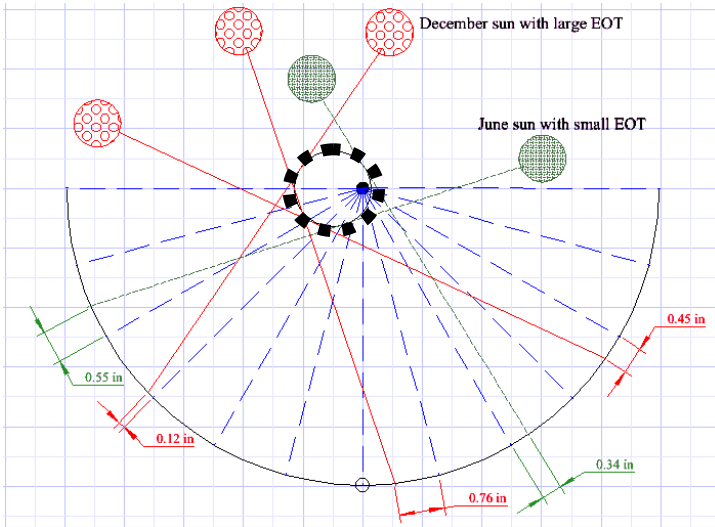 December sun with large EOT
June sun with small EOT
0.45 in
0.55 in
0.12 in
0.34 in
0.76 in